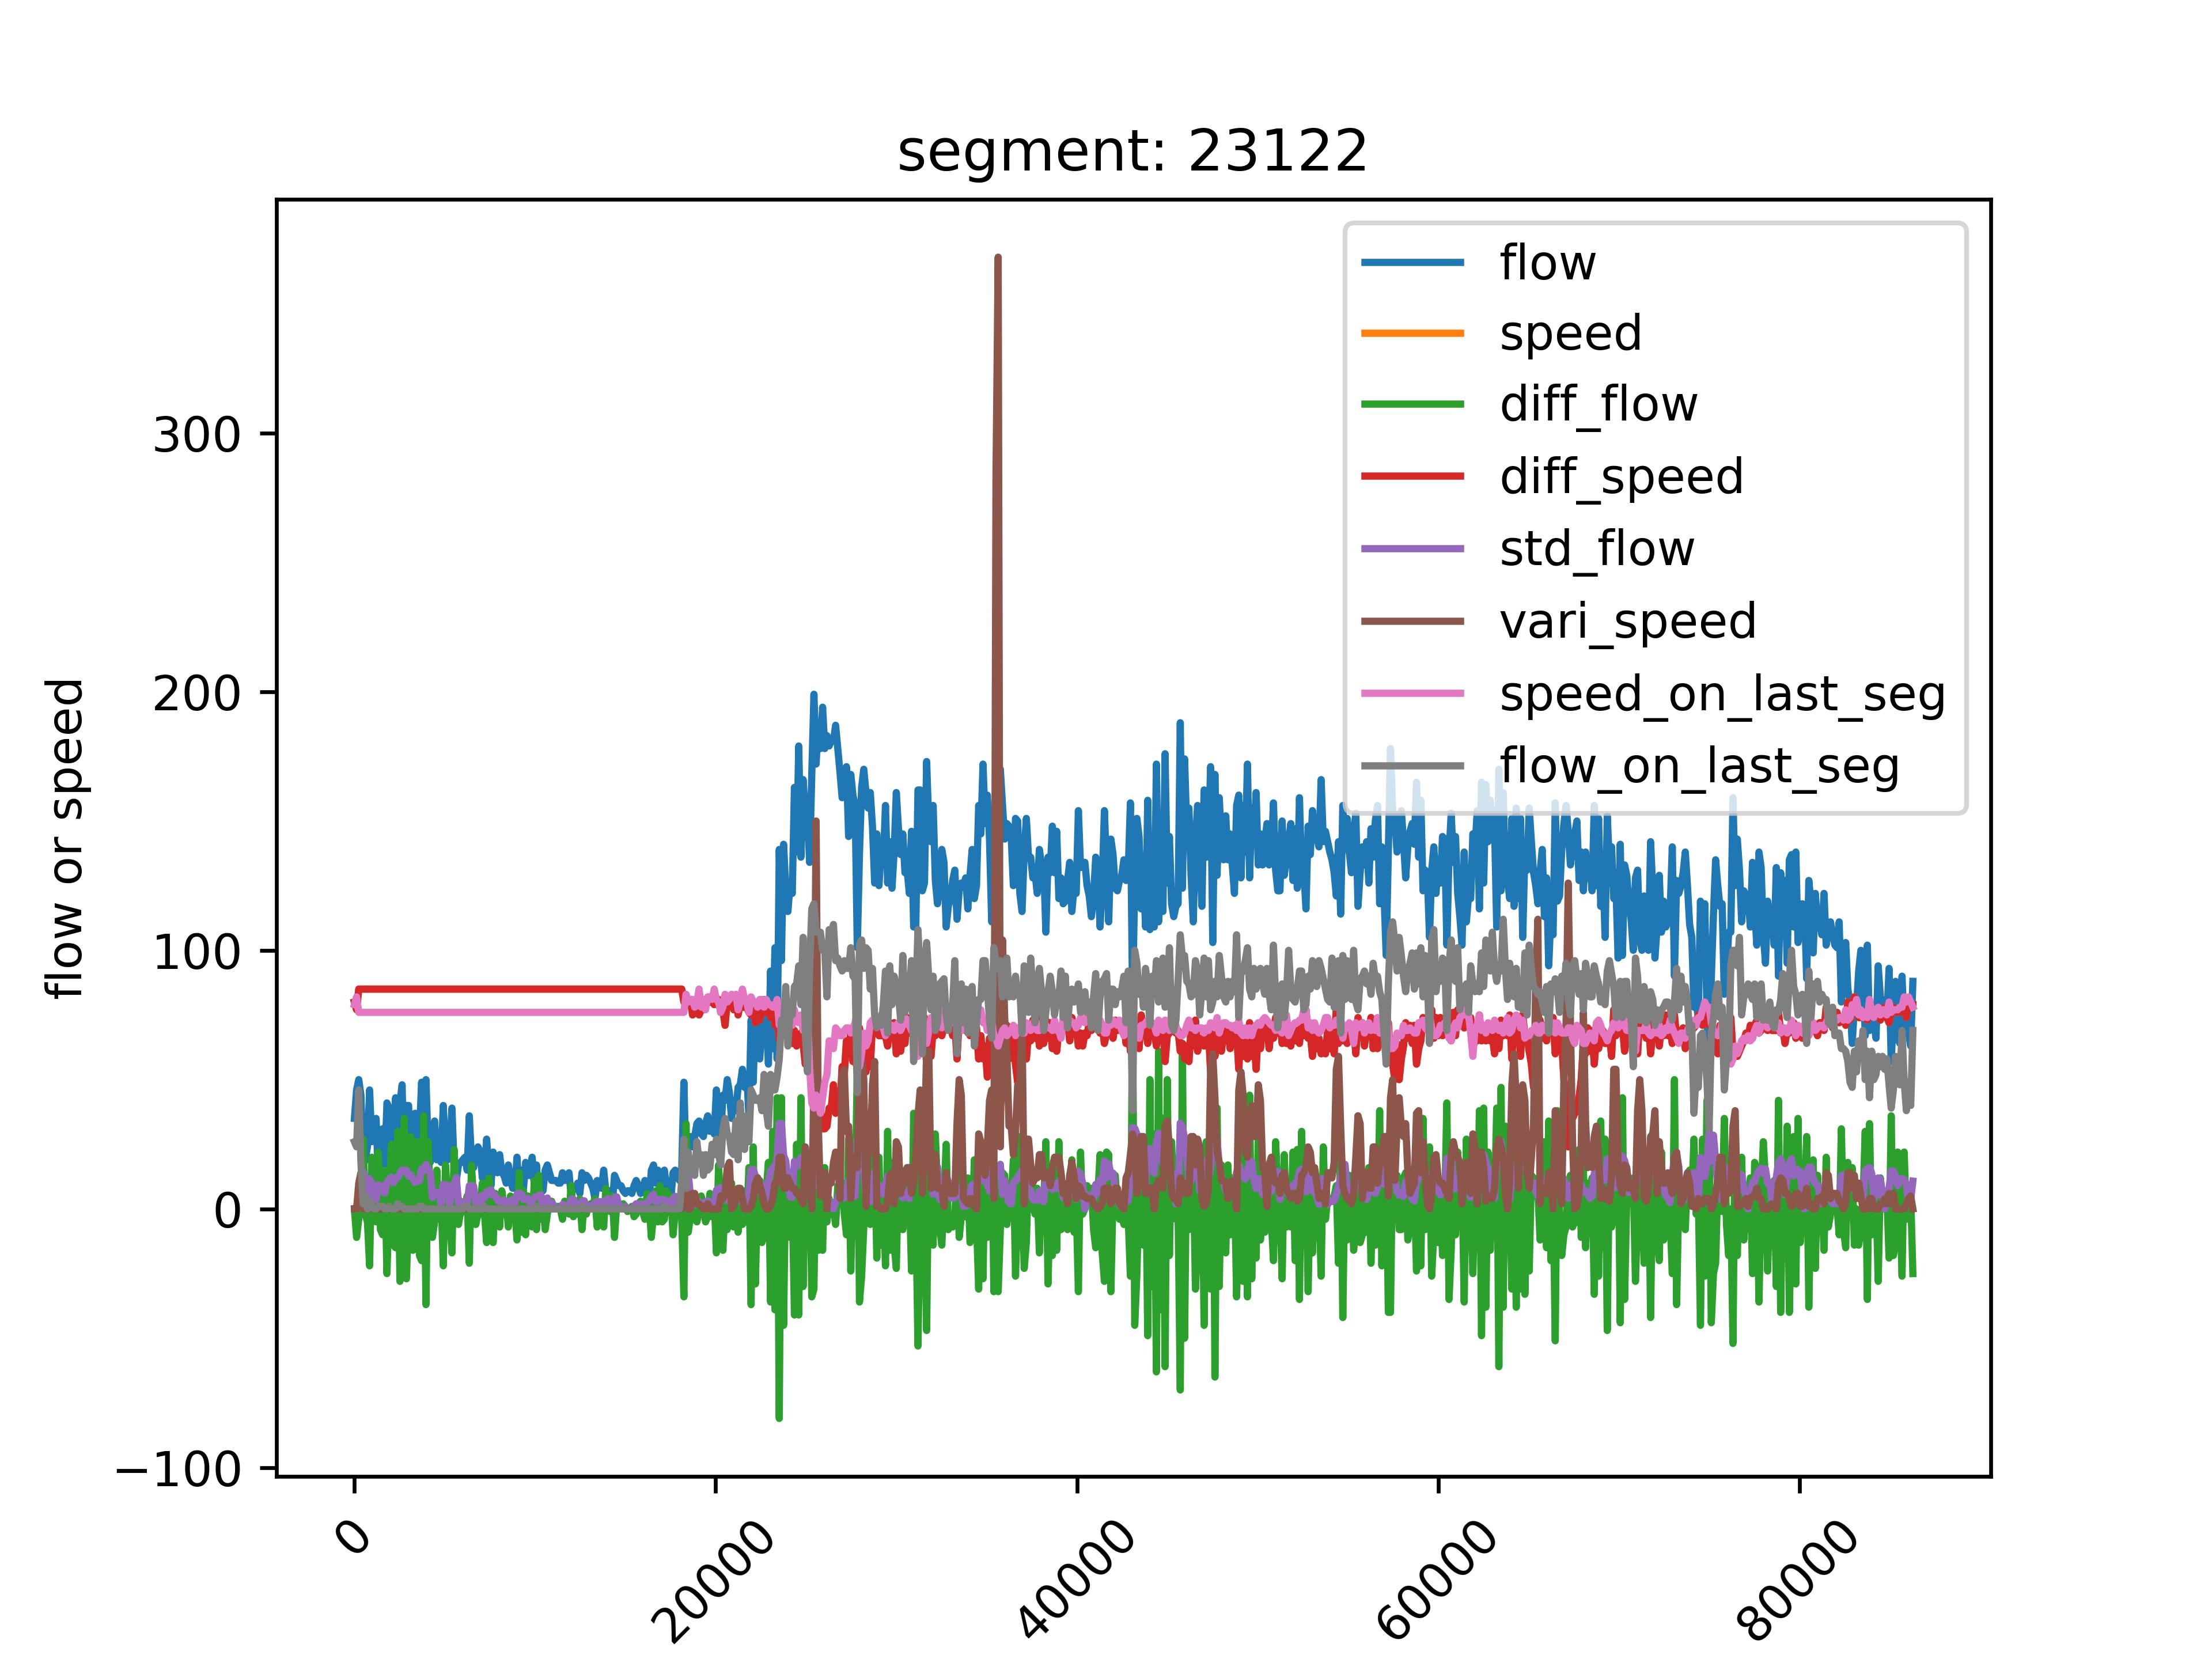 segment: 23122
flow
speed
diff_flow
diff_speed
std_flow
vari_speed
speed_on_last_seg
flow_on_last_seg
flow or speed
300
200
100
0
−100
0
20000
40000
60000
80000